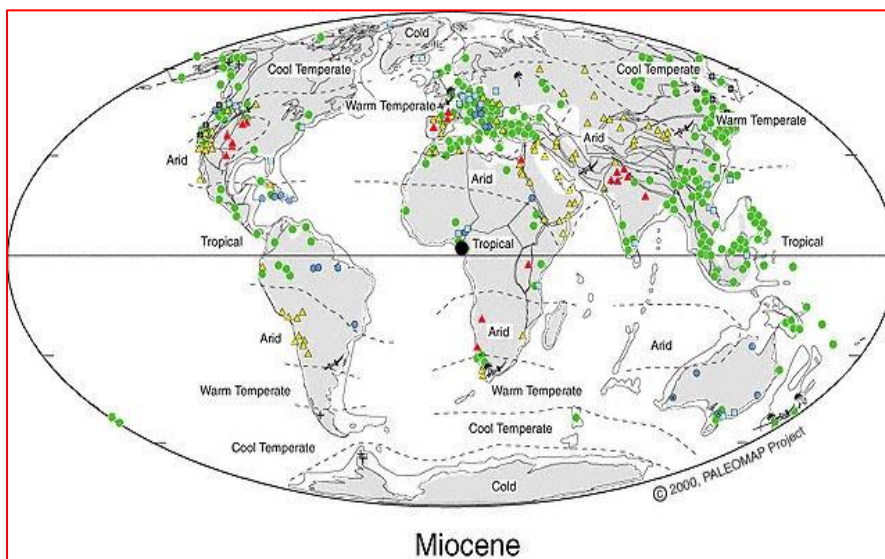 Cold
Cool Temperate
Cool Temperate
Warm Temperate
Warm Temperate
Arid
Arid
Arid
Tropical
Tropical
Tropical
Arid
Arid
Arid
Warm Temperate
Warm Temperate
Cool Temperate
Cool Temperate
Cold
© 2000, PALEOMAP Project
Miocene